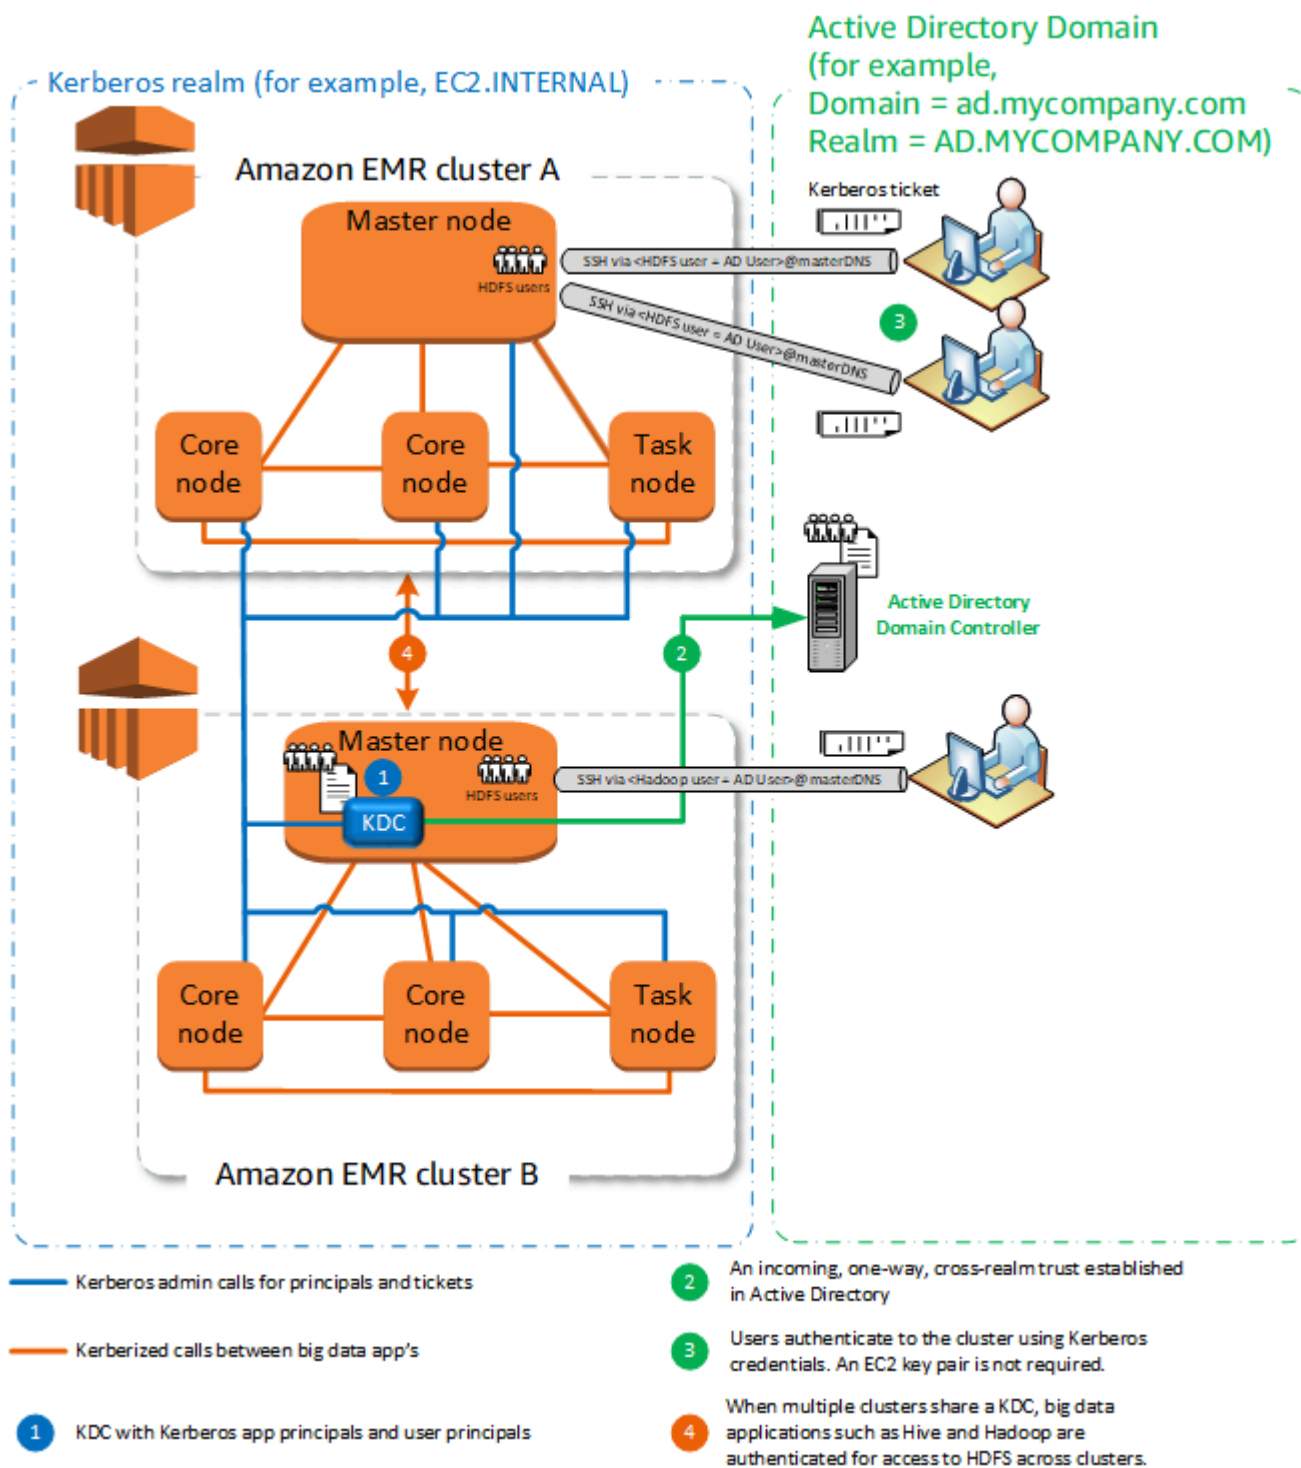 Active Directory Domain
(for example,
Domain = ad.mycompany.com
Realm = AD.MYCOMPANY.COM)
Kerberos realm (for example, EC2.INTERNAL)
Amazon EMR cluster A
Kerberos ticket
Master node
HDFS users
SSH via <HDFS user = AD User>@masterDNS
SSH via <HDFS user = AD User>@masterDNS
3
Core
node
Core
node
Task
node
Active Directory
Domain Controller
4
2
Master node
1
HDFS users
KDC
SSH via <Hadoop user = AD User>@masterDNS
Core
node
Core
node
Task
node
Amazon EMR cluster B
Kerberos admin calls for principals and tickets
Kerberized calls between big data app's
1 KDC with Kerberos app principals and user principals
2 An incoming, one-way, cross-realm trust established
in Active Directory
3 Users authenticate to the cluster using Kerberos
credentials. An EC2 key pair is not required.
When multiple clusters share a KDC, big data
4 applications such as Hive and Hadoop are
authenticated for access to HDFS across clusters.